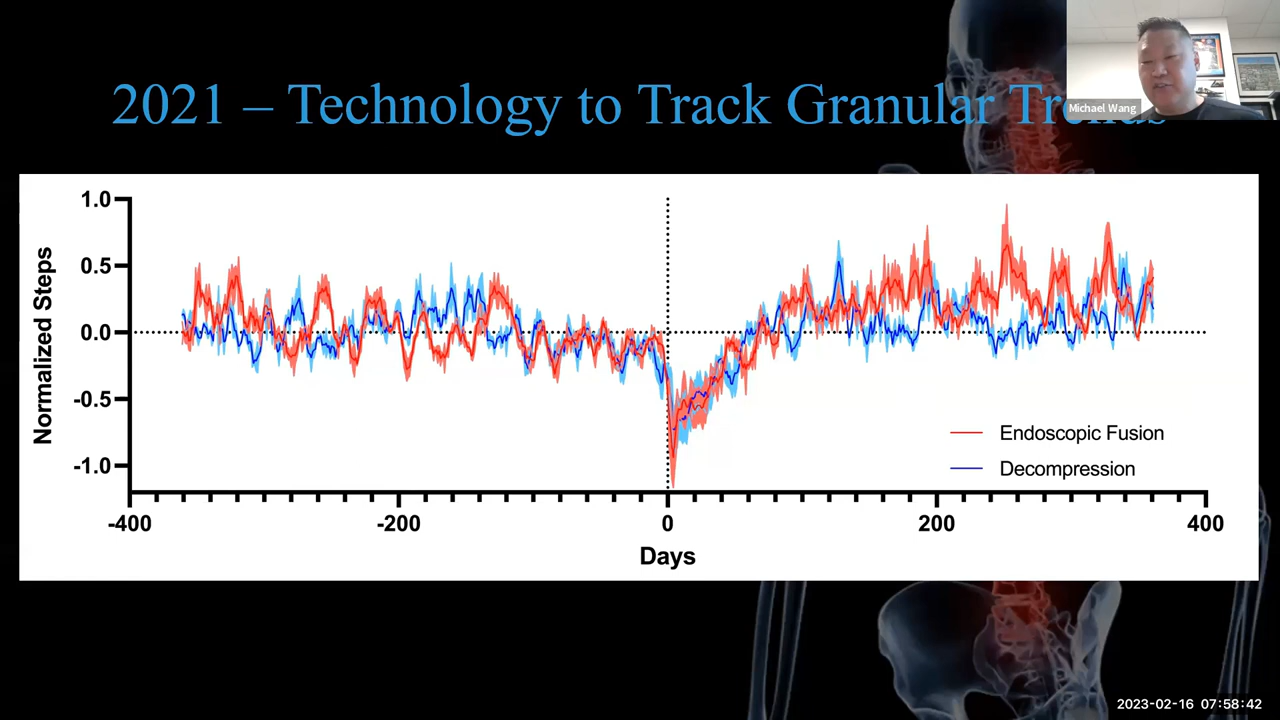 2021 – Technology to Track Granular Trends
Michael Wang
1.0
0.5
0.0
-0.5
-1.0
Normalized Steps
Endoscopic Fusion
Decompression
-400 -200 0 200 400
Days
2023-02-16 07:58:42